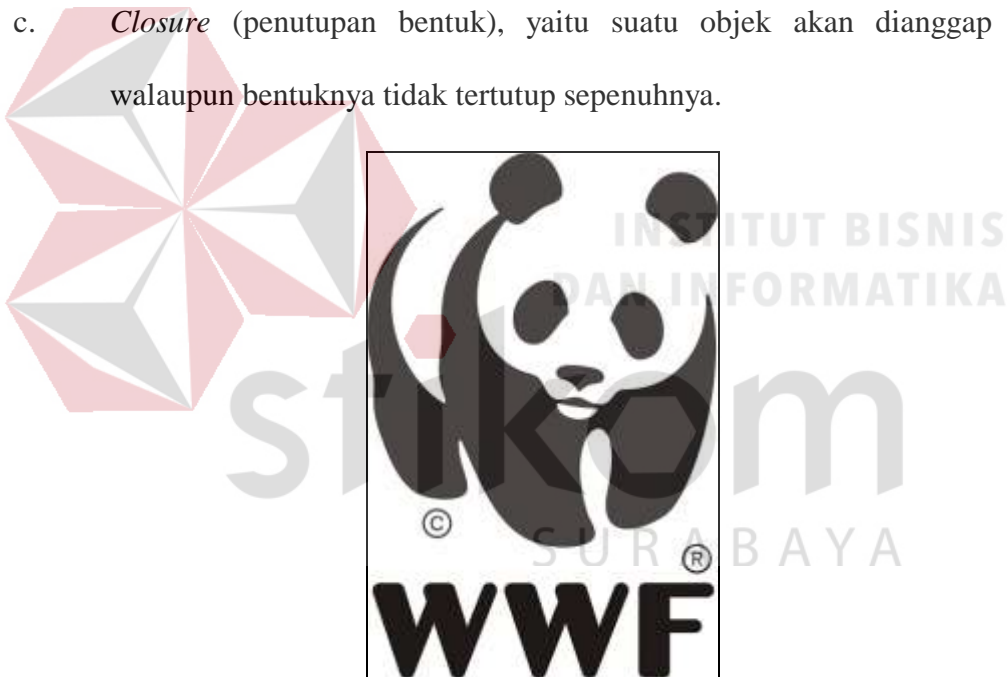 c. Closure (penutupan bentuk), yaitu suatu objek akan dianggap
walaupun bentuknya tidak tertutup sepenuhnya.
INSTITUT BISNIS
DAN INFORMATIKA
stikom
SURABAYA
©
®
WWF